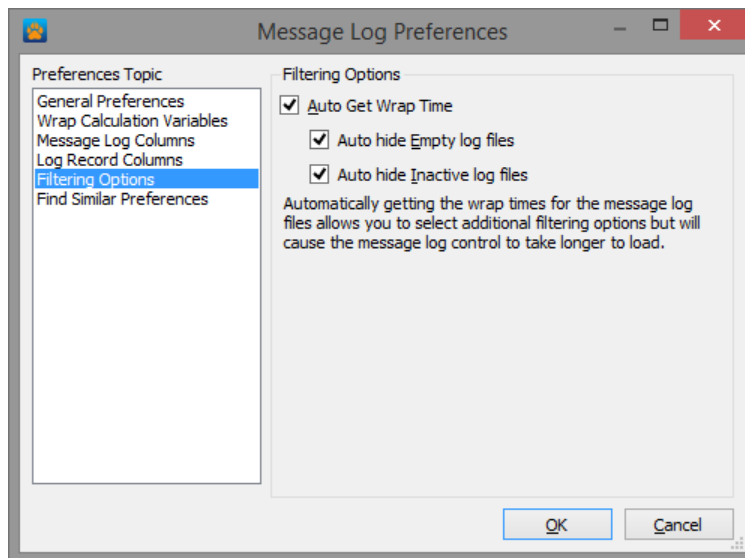 Message Log Preferences
Preferences Topic
General Preferences
Wrap Calculation Variables
Message Log Columns
Log Record Columns
Filtering Options
Find Similar Preferences
Filtering Options
Auto Get Wrap Time
Auto hide Empty log files
Auto hide Inactive log files
Automatically getting the wrap times for the message log
files allows you to select additional filtering options but will
cause the message log control to take longer to load.
OK
Cancel